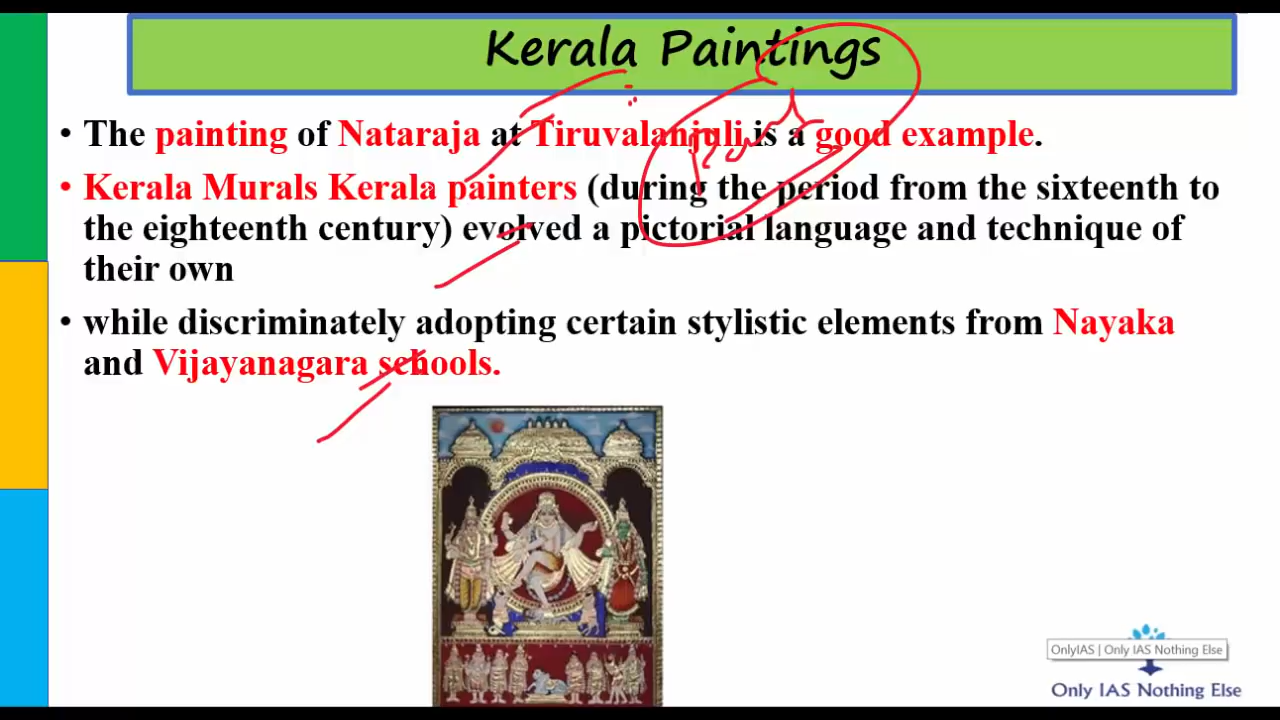 Kerala Paintings
• The painting of Nataraja at Tiruvalanjuli is a good example.
• Kerala Murals Kerala painters (during the period from the sixteenth to
the eighteenth century) evolved a pictorial language and technique of
their own
• while discriminately adopting certain stylistic elements from Nayaka
and Vijayanagara schools.
OnlyIAS | Only IAS Nothing Else
Only IAS Nothing Else